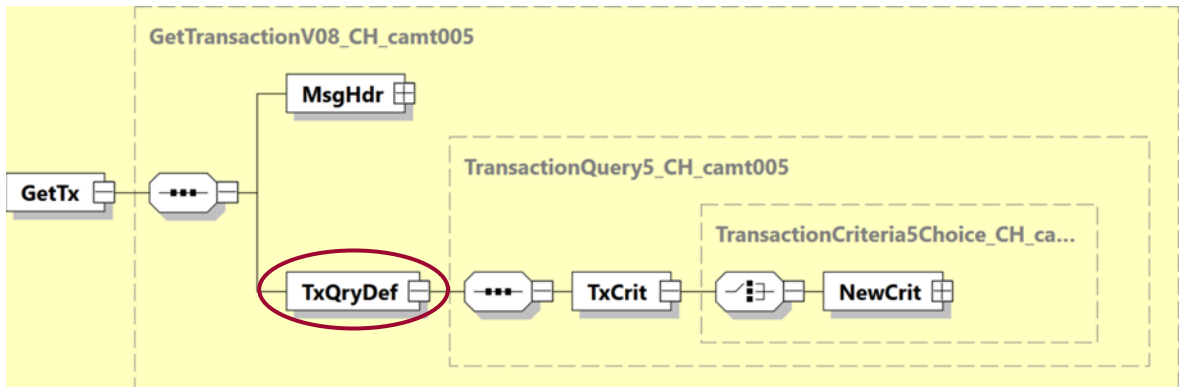 GetTransactionV08_CH_camt005
MsgHdr
TransactionQuery5_CH_camt005
GetTx
TransactionCriteria5Choice_CH_ca...
TxQryDef
TxCrit
NewCrit